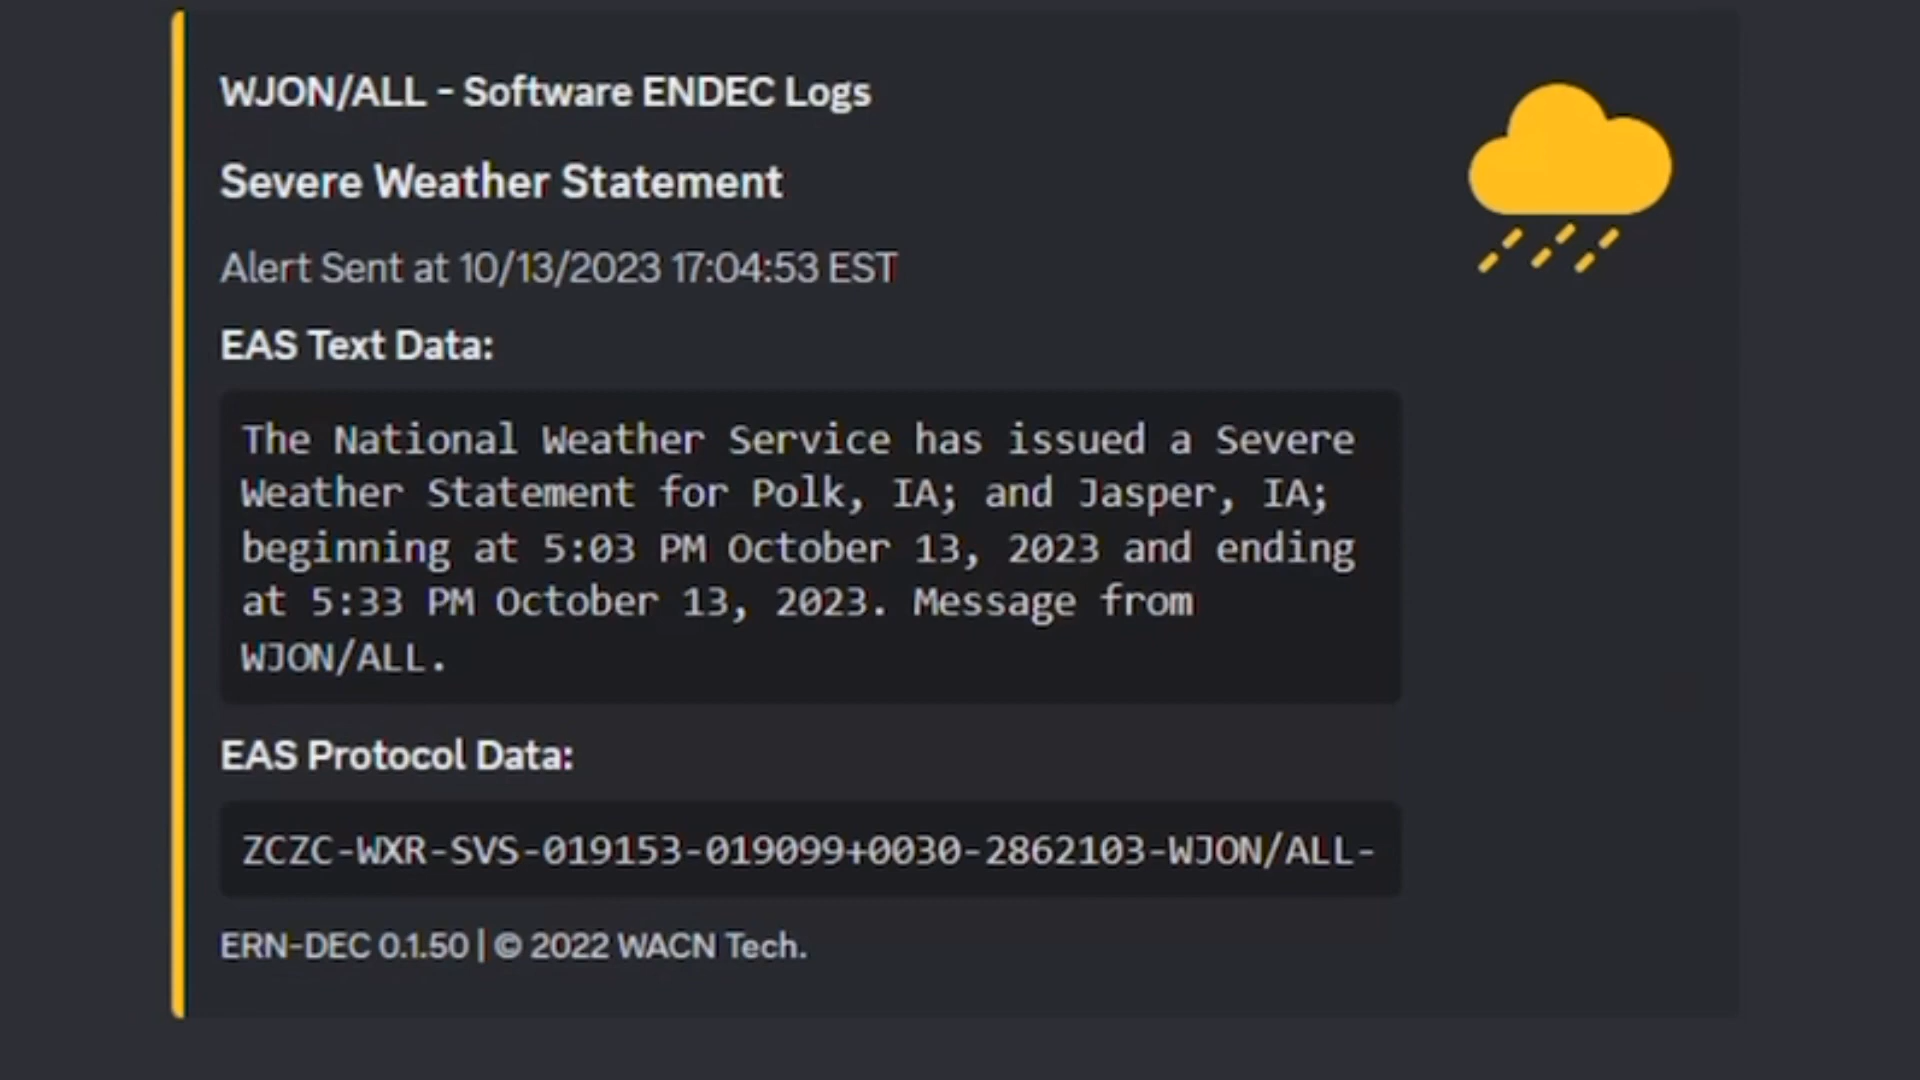 WJON/ALL - Software ENDEC Logs
Severe Weather Statement
Alert Sent at 10/13/2023 17:04:53 EST
EAS Text Data:
The National Weather Service has issued a Severe
Weather Statement for Polk, IA; and Jasper, IA;
beginning at 5:03 PM October 13, 2023 and ending
at 5:33 PM October 13, 2023. Message from
WJON/ALL.
EAS Protocol Data:
ZCZC-WXR-SVS-019153-019099+0030-2862103-WJON/ALL-
ERN-DEC 0.1.50 | © 2022 WACN Tech.